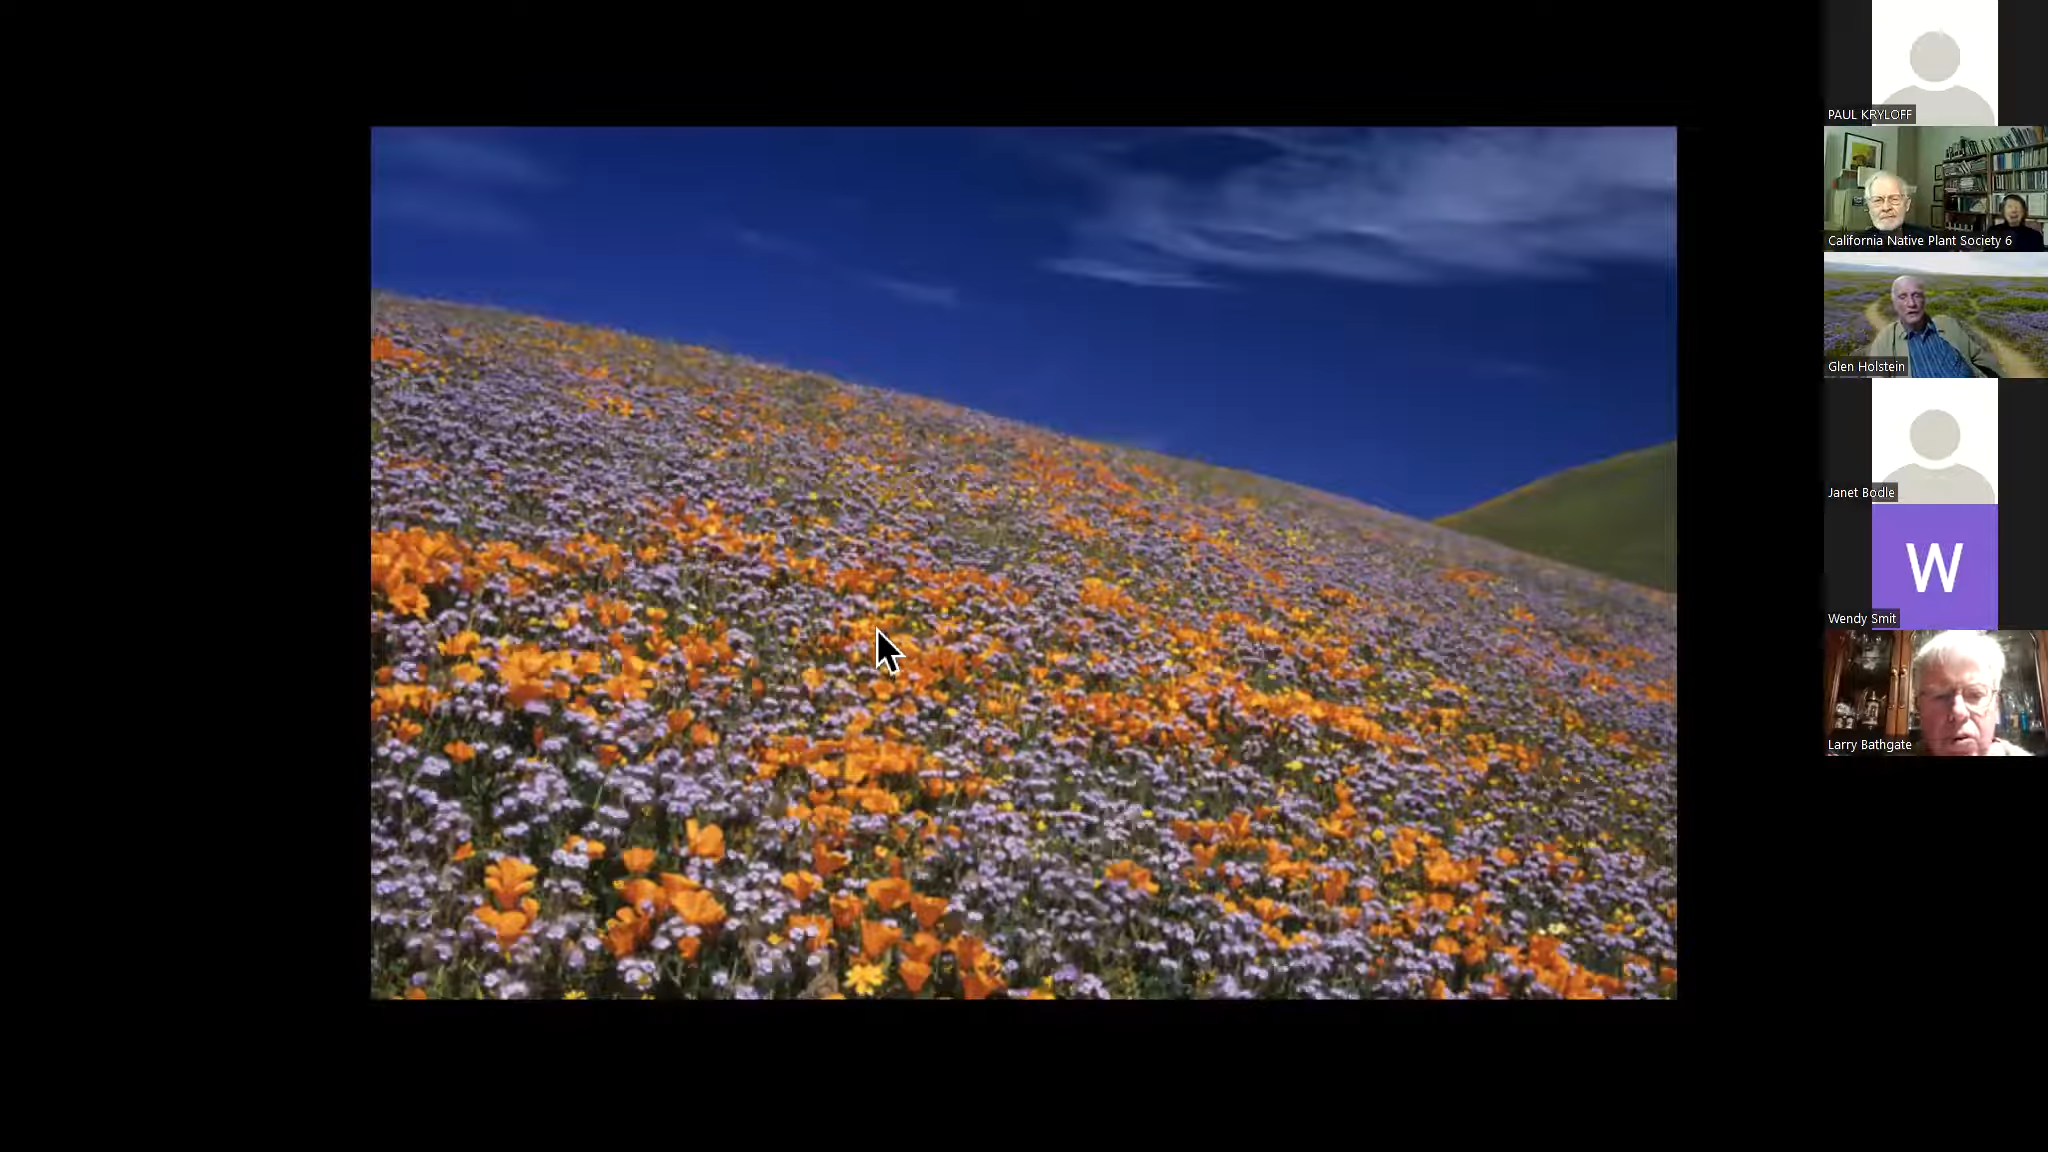 PAUL KRYLOFF
California Native Plant Society 6
Glen Holstein
Janet Bodle
W
Wendy Smit
Larry Bathgate